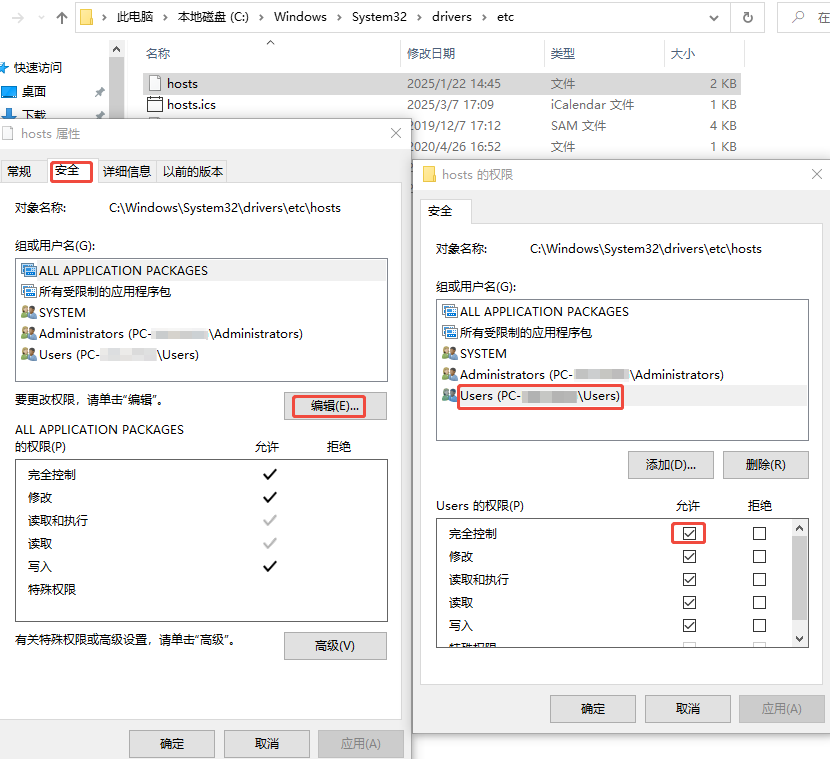 此电脑 › 本地磁盘 (C:) › Windows › System32 › drivers › etc
在
名称 修改日期 类型 大小
快速访问
桌面
下载
hosts 2025/1/22 14:45 文件 2 KB
hosts.ics 2025/3/7 17:09 iCalendar 文件 1 KB
2019/12/7 17:12 SAM 文件 4 KB
2020/4/26 16:52 文件 1 KB
hosts 属性
常规 安全 详细信息 以前的版本
对象名称: C:\Windows\System32\drivers\etc\hosts
组或用户名(G):
ALL APPLICATION PACKAGES
所有受限制的应用程序包
SYSTEM
Administrators (PC- \Administrators)
Users (PC- \Users)
要更改权限，请单击“编辑”。
编辑(E)...
ALL APPLICATION PACKAGES
的权限(P) 允许 拒绝
完全控制
修改
读取和执行
读取
写入
特殊权限
有关特殊权限或高级设置，请单击“高级”。
高级(V)
确定 取消 应用(A)
hosts 的权限
安全
对象名称: C:\Windows\System32\drivers\etc\hosts
组或用户名(G):
ALL APPLICATION PACKAGES
所有受限制的应用程序包
SYSTEM
Administrators (PC- \Administrators)
Users (PC- \Users)
添加(D)... 删除(R)
Users 的权限(P) 允许 拒绝
完全控制
修改
读取和执行
读取
写入
特殊权限
确定 取消 应用(A)